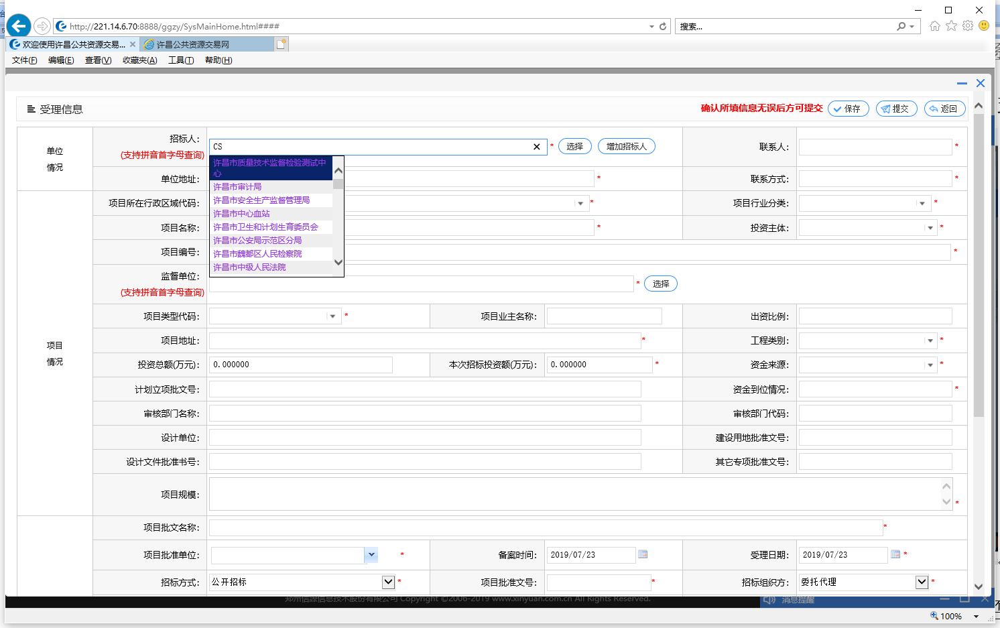 http://221.14.6.70:8888/ggzy/SysMainHome.html####
搜索...
欢迎使用许昌公共资源交易...
许昌公共资源交易网
文件(F) 编辑(E) 查看(V) 收藏夹(A) 工具(T) 帮助(H)
受理信息
确认所填信息无误后方可提交 保存 提交 返回
单位
情况
招标人:
(支持拼音首字母查询)
CS
* 选择 增加招标人
联系人: *
许昌市质量技术监督检验测试中
心
许昌市审计局
许昌市安全生产监督管理局
许昌市中心血站
许昌市卫生和计划生育委员会
许昌市公安局示范区分局
许昌市魏都区人民检察院
许昌市中级人民法院
单位地址: * 联系方式: *
项目
情况
项目所在行政区域代码: * 项目行业分类: *
项目名称: * 投资主体: *
项目编号: *
监督单位:
(支持拼音首字母查询)
* 选择
项目类型代码: * 项目业主名称: 出资比例:
项目地址: * 工程类别: *
投资总额(万元): 0.000000 本次招标投资额(万元): 0.000000 * 资金来源: *
计划立项批文号: 资金到位情况: *
审核部门名称: 审核部门代码:
设计单位: 建设用地批准文号:
设计文件批准书号: 其它专项批准文号:
项目规模: *
项目批文名称: *
项目批准单位: * 备案时间: 2019/07/23 受理日期: 2019/07/23 *
招标方式: 公开招标 * 项目批准文号: * 招标组织方: 委托代理 *
郑州信源信息技术股份有限公司 Copyright ©2006-2019 www.xinyuan.com.cn All Rights Reserved.
消息提醒
100%